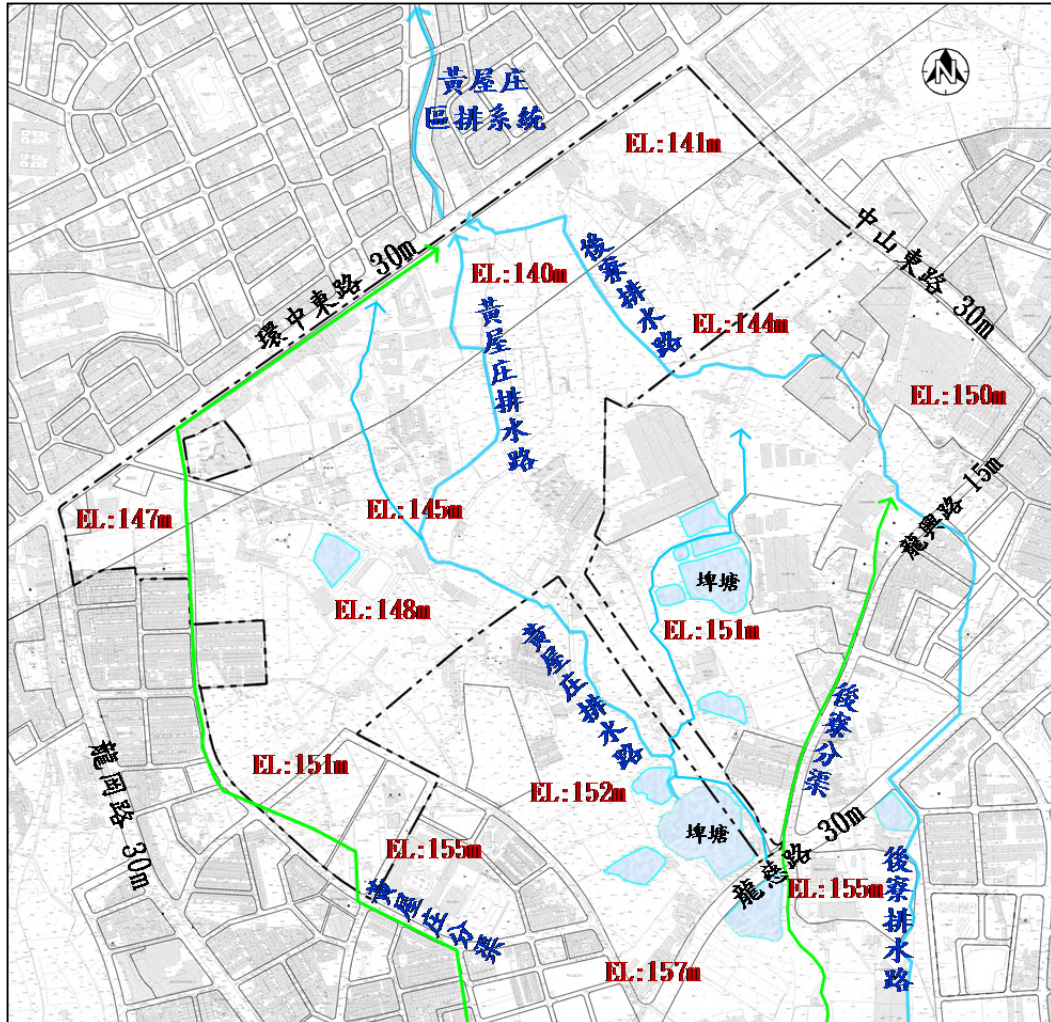 黃屋庄
區排系統
N
EL:141m
中山東路 30m
環中東路 30m
EL:140m
後寮排水路
EL:144m
黃屋庄排水路
EL:150m
龍興路 15m
EL:147m
EL:145m
埤塘
EL:148m
EL:151m
黃屋庄排水路
後寮分渠
龍岡路 30m
EL:151m
EL:152m
埤塘
龍慈路 30m
EL:155m
黃屋庄分渠
EL:155m
後寮排水路
EL:157m